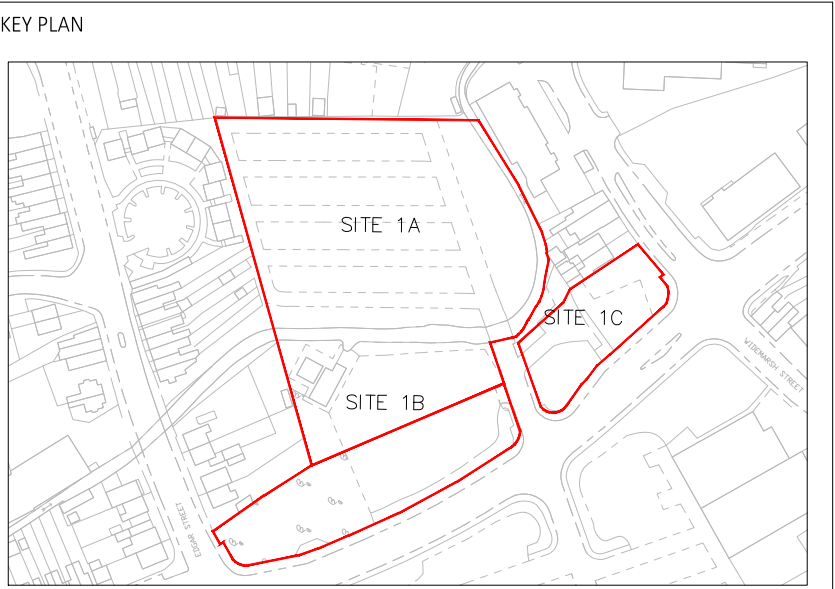 KEY PLAN
SITE 1A
SITE 1C
WIDEMARSH STREET
SITE 1B
EDGAR STREET